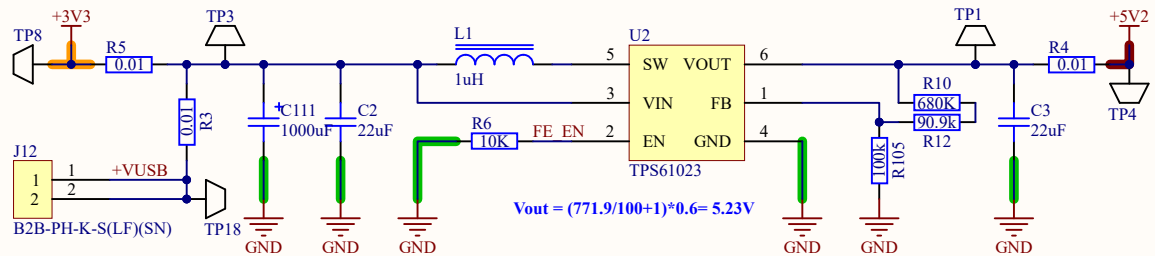 +3V3
TP8
R5
0.01
TP3
L1
1uH
U2
TPS61023
5
SW
VOUT
6
3
VIN
FB
1
2
EN
GND
4
TP1
+5V2
R4
0.01
TP4
R10
680K
90.9k
R12
C3
22uF
100k
R105
0.01
R3
C111
1000uF
C2
22uF
R6
10K
FE_EN
J12
1
1
+VUSB
2
2
B2B-PH-K-S(LF)(SN)
TP18
Vout = (771.9/100+1)*0.6= 5.23V
GND
GND
GND
GND
GND
GND